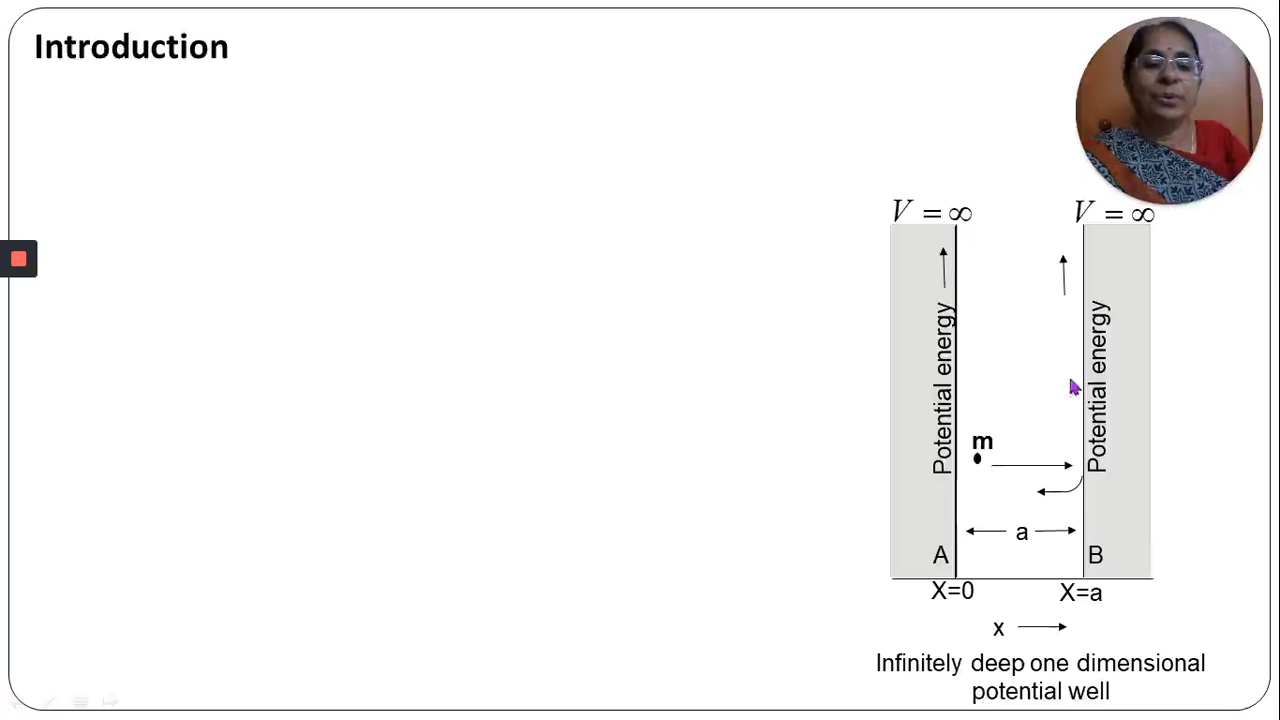 Introduction
V = ∞
V = ∞
Potential energy
Potential energy
m
a
A
B
X=0
X=a
x
Infinitely deep one dimensional
potential well